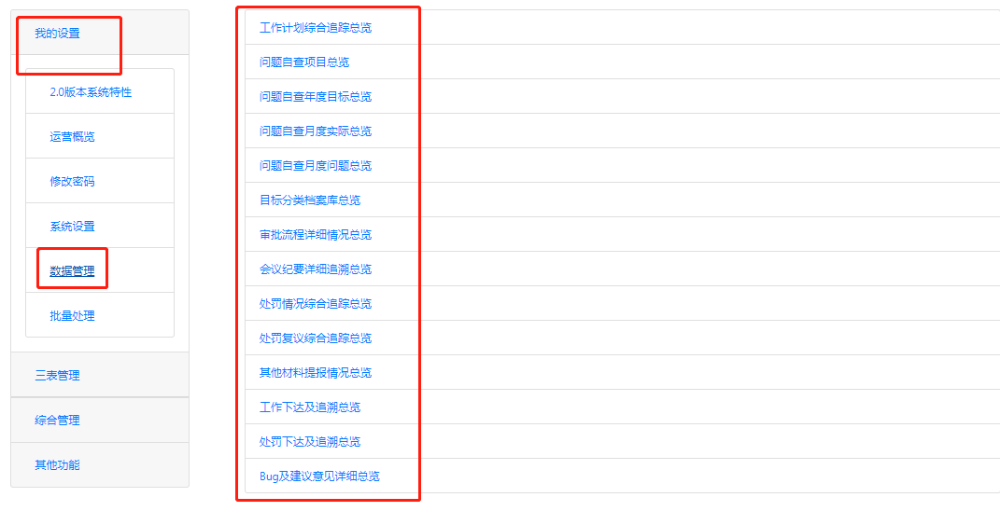 我的设置
2.0版本系统特性
运营概览
修改密码
系统设置
数据管理
批量处理
三表管理
综合管理
其他功能
工作计划综合追踪总览
问题自查项目总览
问题自查年度目标总览
问题自查月度实际总览
问题自查月度问题总览
目标分类档案库总览
审批流程详细情况总览
会议纪要详细追溯总览
处罚情况综合追踪总览
处罚复议综合追踪总览
其他材料提报情况总览
工作下达及追溯总览
处罚下达及追溯总览
Bug及建议意见详细总览